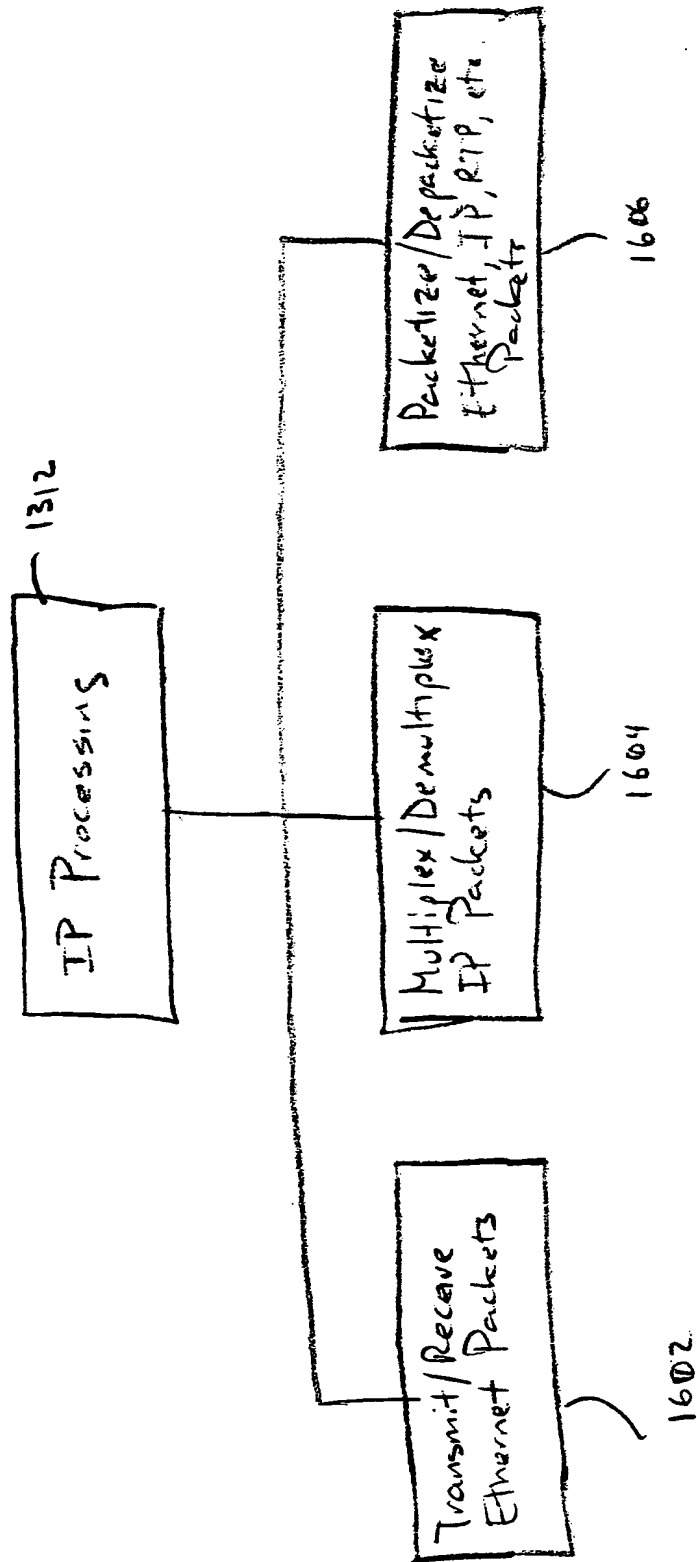 IP Processing
1312
Transmit/Receive
Ethernet Packets
1602
Multiplex/Demultiplex
IP Packets
1604
Packetize/Depacketize
Ethernet, IP, RTP, etc.
Packets
1606